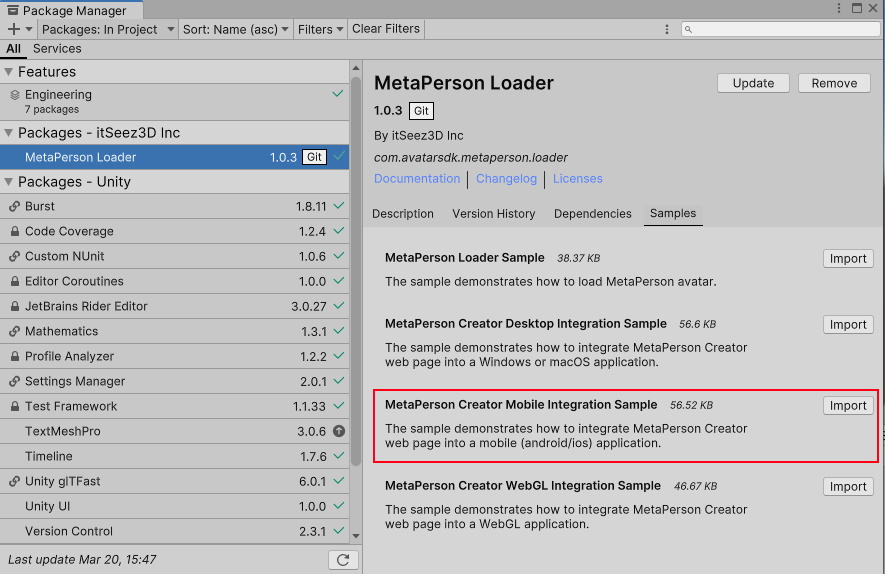 Package Manager
Packages: In Project
Sort: Name (asc)
Filters
Clear Filters
All
Services
Features
Engineering
7 packages
Packages - itSeez3D Inc
MetaPerson Loader 1.0.3 Git
Packages - Unity
Burst 1.8.11
Code Coverage 1.2.4
Custom NUnit 1.0.6
Editor Coroutines 1.0.0
JetBrains Rider Editor 3.0.27
Mathematics 1.3.1
Profile Analyzer 1.2.2
Settings Manager 2.0.1
Test Framework 1.1.33
TextMeshPro 3.0.6
Timeline 1.7.6
Unity glTFast 6.0.1
Unity UI 1.0.0
Version Control 2.3.1
Last update Mar 20, 15:47
MetaPerson Loader
Update
Remove
1.0.3 Git
By itSeez3D Inc
com.avatarsdk.metaperson.loader
Documentation Changelog Licenses
Description Version History Dependencies Samples
MetaPerson Loader Sample 38.37 KB
Import
The sample demonstrates how to load MetaPerson avatar.
MetaPerson Creator Desktop Integration Sample 56.6 KB
Import
The sample demonstrates how to integrate MetaPerson Creator
web page into a Windows or macOS application.
MetaPerson Creator Mobile Integration Sample 56.52 KB
Import
The sample demonstrates how to integrate MetaPerson Creator
web page into a mobile (android/ios) application.
MetaPerson Creator WebGL Integration Sample 46.67 KB
Import
The sample demonstrates how to integrate MetaPerson Creator
web page into a WebGL application.